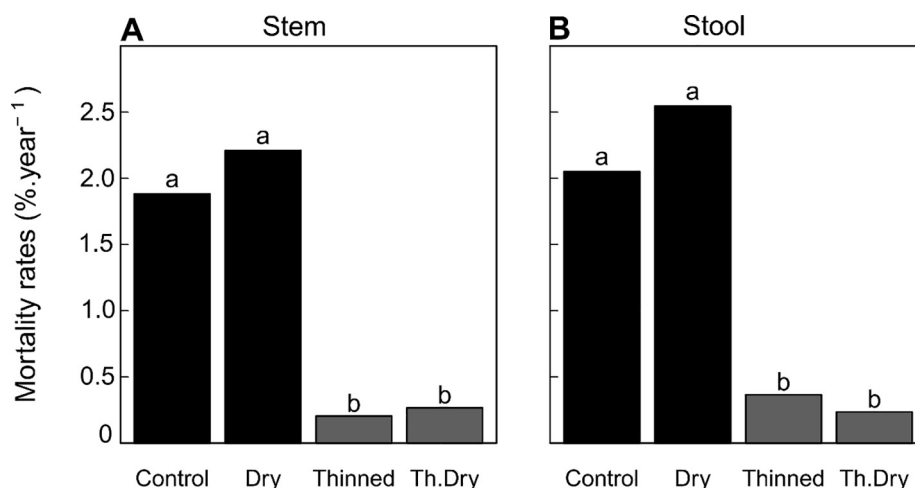 A Stem
B Stool
Mortality rates (%.year⁻¹)
2.5
2.0
1.5
1.0
0.5
0
a
a
b
b
a
a
b
b
Control Dry Thinned Th.Dry
Control Dry Thinned Th.Dry